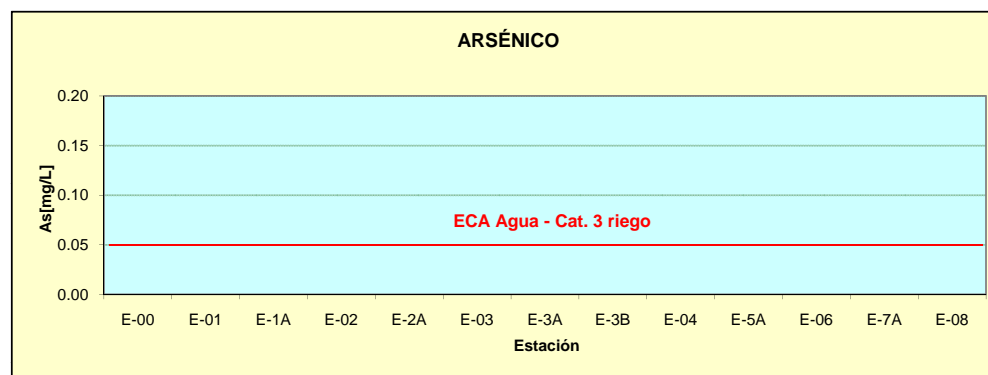 ARSÉNICO
As[mg/L]
0.20
0.15
0.10
0.05
0.00
ECA Agua - Cat. 3 riego
E-00 E-01 E-1A E-02 E-2A E-03 E-3A E-3B E-04 E-5A E-06 E-7A E-08
Estación